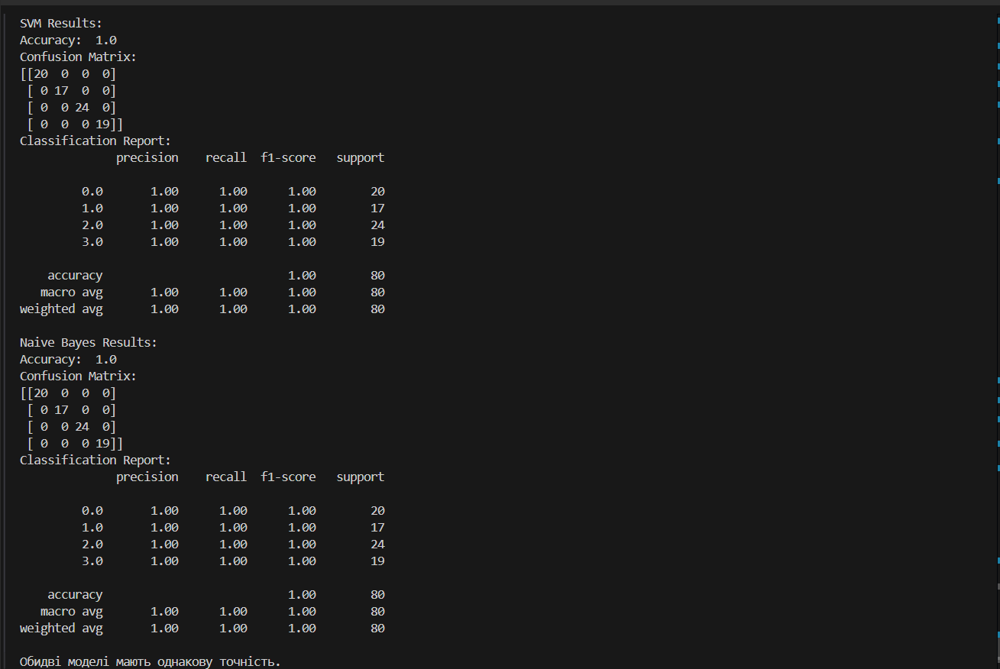 SVM Results:
Accuracy:  1.0
Confusion Matrix:
[[20  0  0  0]
 [ 0 17  0  0]
 [ 0  0 24  0]
 [ 0  0  0 19]]
Classification Report:
              precision    recall  f1-score   support

         0.0       1.00      1.00      1.00        20
         1.0       1.00      1.00      1.00        17
         2.0       1.00      1.00      1.00        24
         3.0       1.00      1.00      1.00        19

    accuracy                           1.00        80
   macro avg       1.00      1.00      1.00        80
weighted avg       1.00      1.00      1.00        80

Naive Bayes Results:
Accuracy:  1.0
Confusion Matrix:
[[20  0  0  0]
 [ 0 17  0  0]
 [ 0  0 24  0]
 [ 0  0  0 19]]
Classification Report:
              precision    recall  f1-score   support

         0.0       1.00      1.00      1.00        20
         1.0       1.00      1.00      1.00        17
         2.0       1.00      1.00      1.00        24
         3.0       1.00      1.00      1.00        19

    accuracy                           1.00        80
   macro avg       1.00      1.00      1.00        80
weighted avg       1.00      1.00      1.00        80

Обидві моделі мають однакову точність.